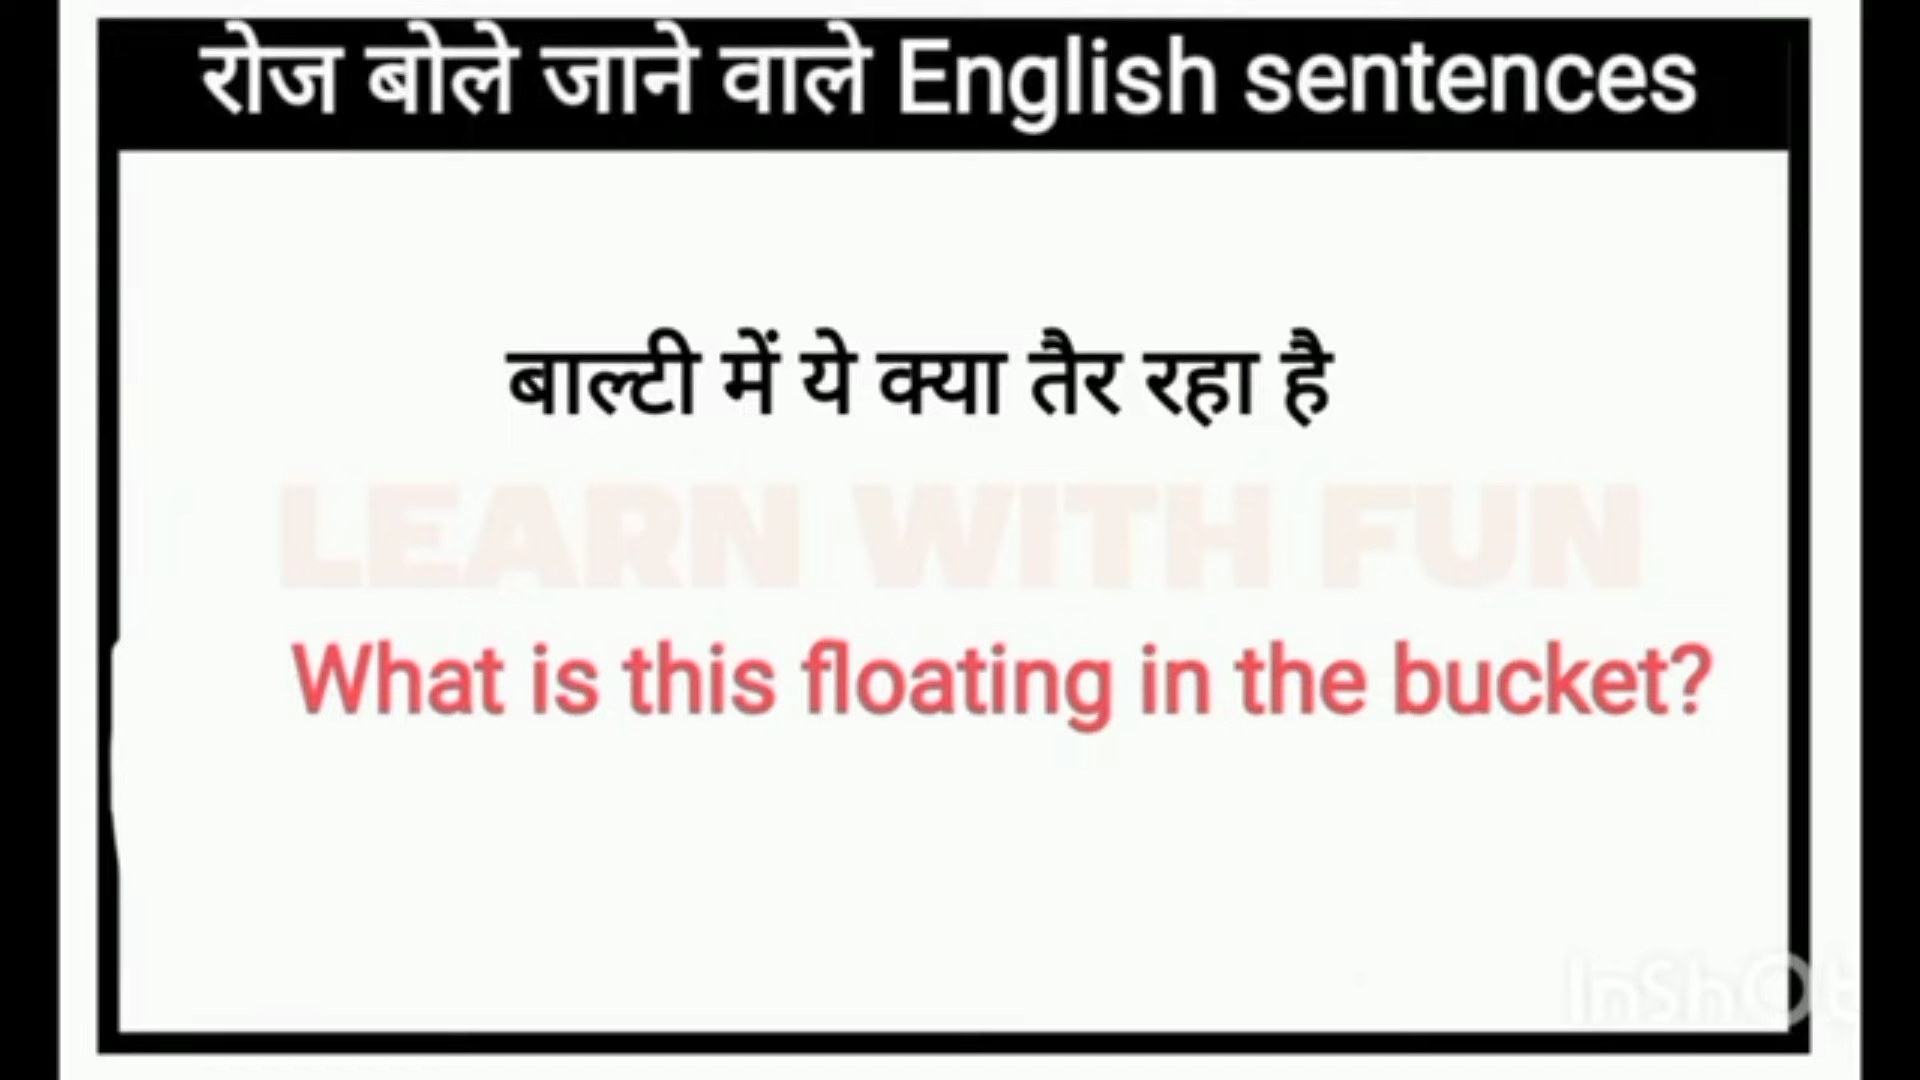 रोज बोले जाने वाले English sentences
बाल्टी में ये क्या तैर रहा है
LEARN WITH FUN
What is this floating in the bucket?
InShOt